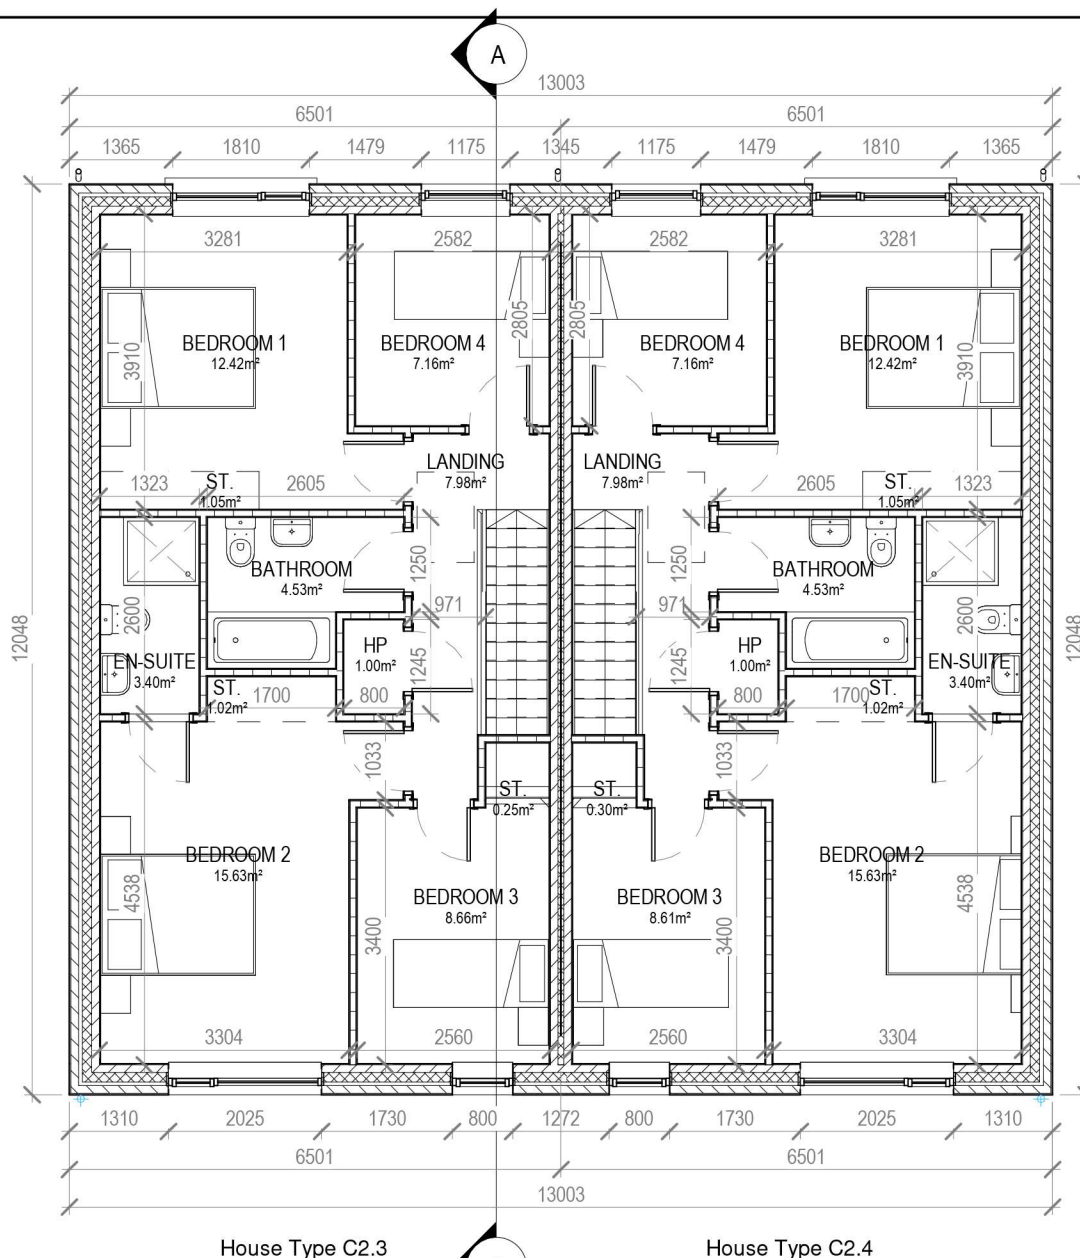 A
13003
6501 6501
1365 1810 1479 1175 1345 1175 1479 1810 1365
3281 2582 2582 3281
2805 2805
BEDROOM 1 BEDROOM 4 BEDROOM 4 BEDROOM 1
12.42m² 7.16m² 7.16m² 12.42m²
3910 3910
LANDING LANDING
7.98m² 7.98m²
ST. ST.
1323 2605 2605 1323
1.05m² 1.05m²
BATHROOM BATHROOM
4.53m² 4.53m²
1250 1250
2600 971 971 2600
12048 12048
HP HP
1.00m² 1.00m²
EN-SUITE EN-SUITE
3.40m² 3.40m²
1245 1245
ST. ST.
1700 800 800 1700
1.02m² 1.02m²
1033 1033
ST. ST.
0.25m² 0.30m²
BEDROOM 2 BEDROOM 2
15.63m² 15.63m²
4538 4538
BEDROOM 3 BEDROOM 3
8.66m² 8.61m²
3400 3400
3304 2560 2560 3304
1310 2025 1730 800 1272 800 1730 2025 1310
6501 6501
13003
House Type C2.3 House Type C2.4